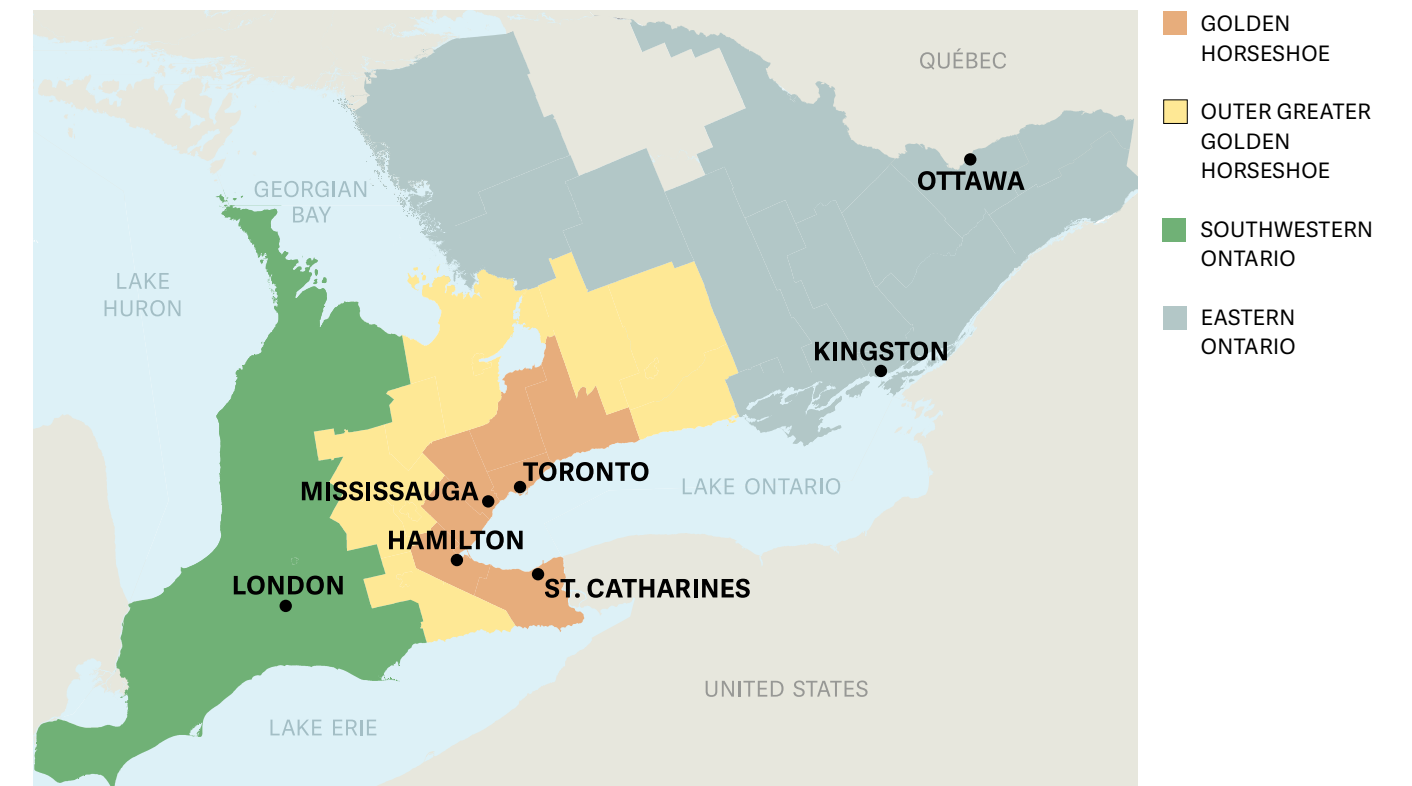 QUÉBEC
OTTAWA
GEORGIAN
BAY
LAKE
HURON
KINGSTON
TORONTO
MISSISSAUGA
LAKE ONTARIO
HAMILTON
LONDON
ST. CATHARINES
UNITED STATES
LAKE ERIE
GOLDEN
HORSESHOE
OUTER GREATER
GOLDEN
HORSESHOE
SOUTHWESTERN
ONTARIO
EASTERN
ONTARIO